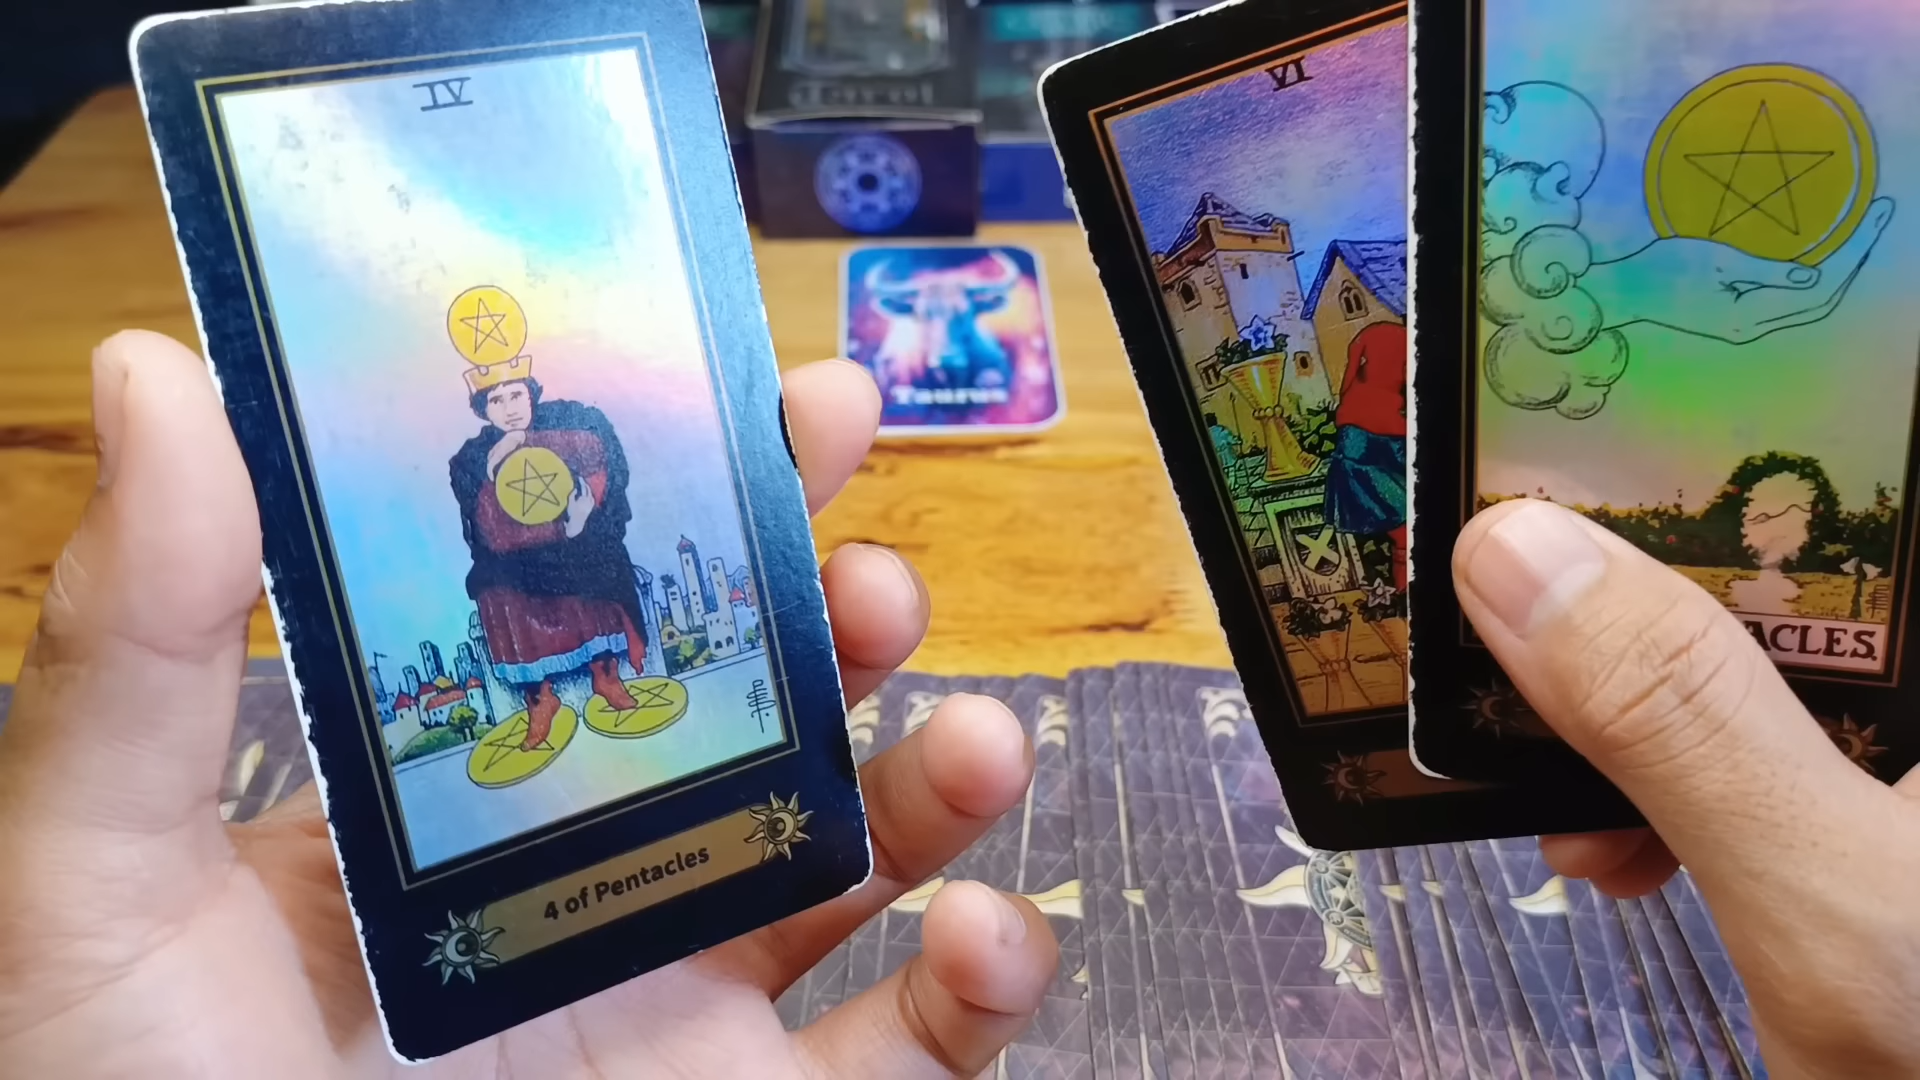 IV
4 of Pentacles
VI
ACLES.
Taurus
Tarot